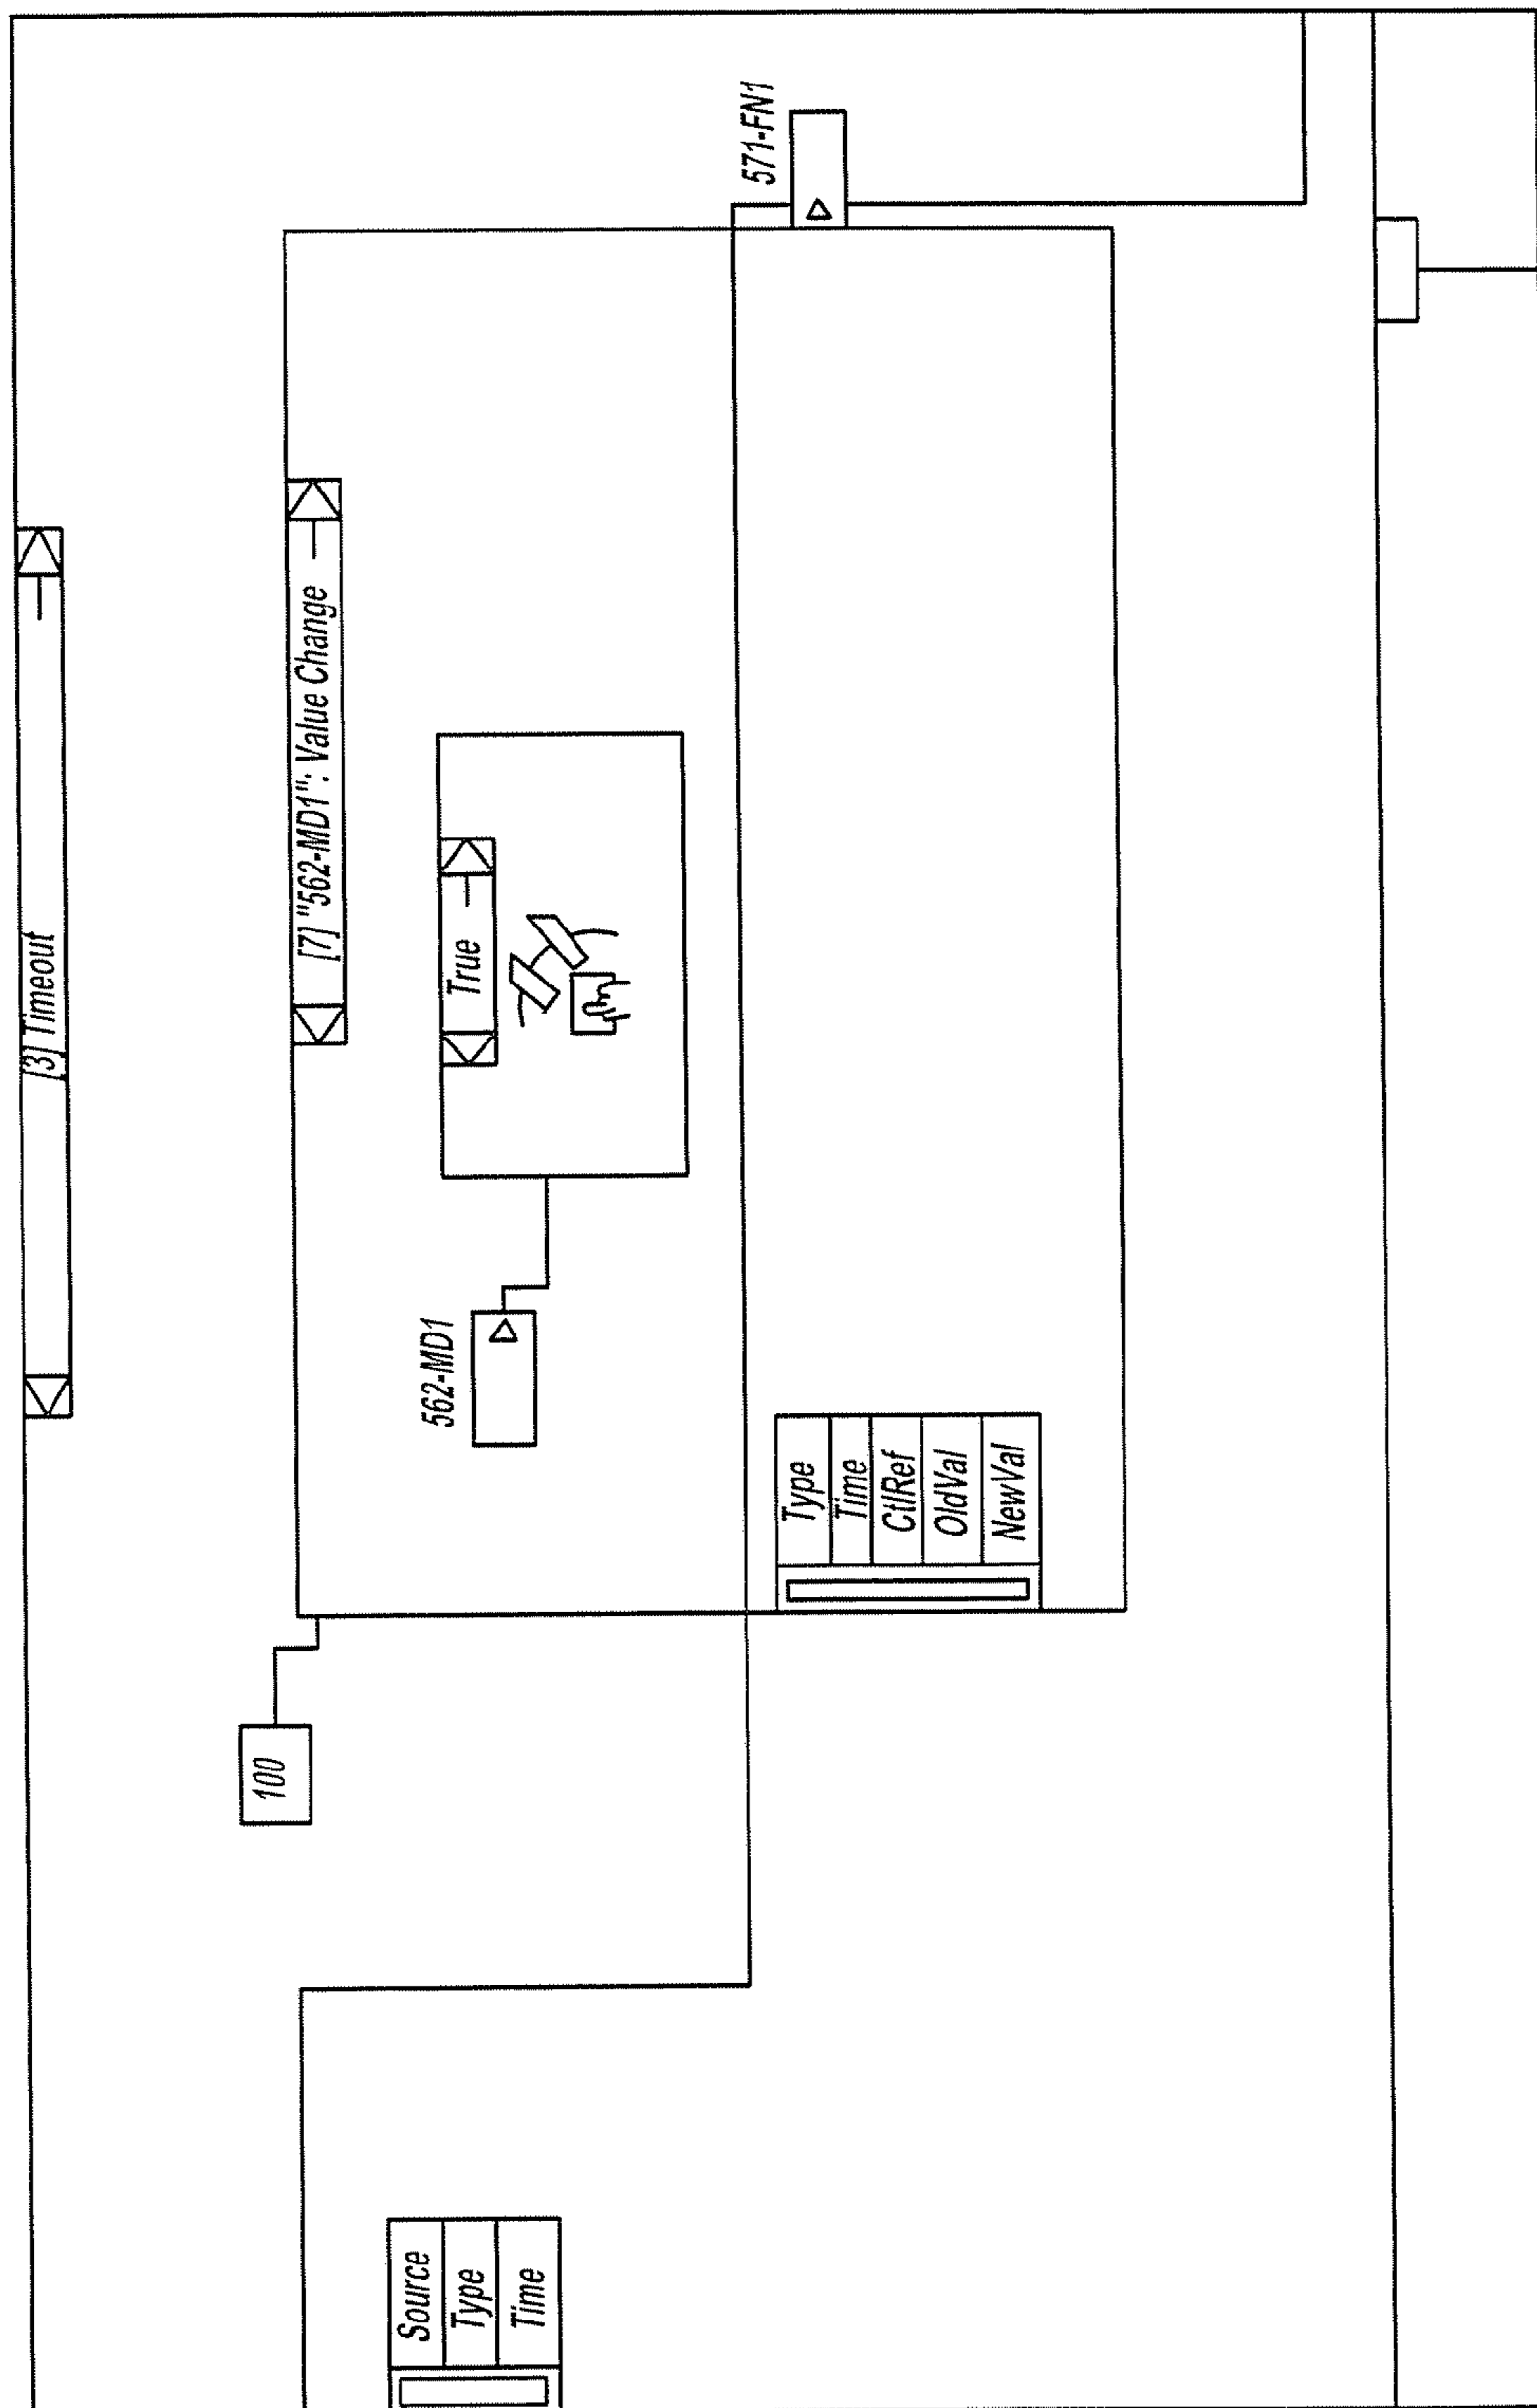 [3] Timeout
100
[7] "562-MD1": Value Change
562-MD1
True
Source
Type
Time
571-FN1
Type
Time
CtlRef
OldVal
NewVal